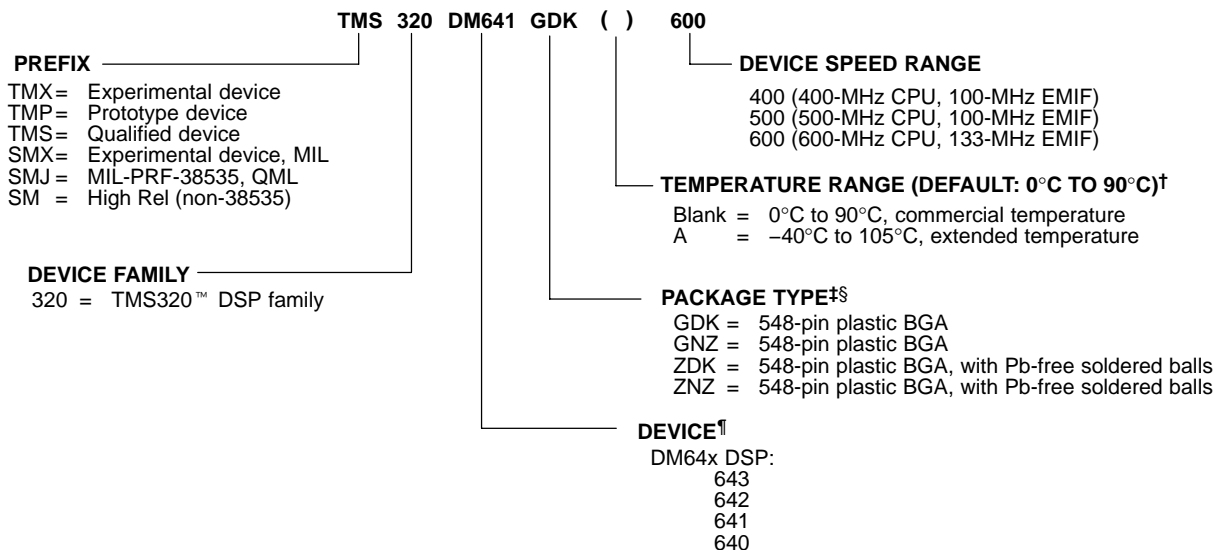 TMS 320 DM641 GDK ( ) 600
PREFIX
TMX= Experimental device
TMP= Prototype device
TMS= Qualified device
SMX= Experimental device, MIL
SMJ = MIL-PRF-38535, QML
SM = High Rel (non-38535)
DEVICE SPEED RANGE
400 (400-MHz CPU, 100-MHz EMIF)
500 (500-MHz CPU, 100-MHz EMIF)
600 (600-MHz CPU, 133-MHz EMIF)
TEMPERATURE RANGE (DEFAULT: 0°C TO 90°C)†
Blank = 0°C to 90°C, commercial temperature
A = −40°C to 105°C, extended temperature
DEVICE FAMILY
320 = TMS320™ DSP family
PACKAGE TYPE‡§
GDK = 548-pin plastic BGA
GNZ = 548-pin plastic BGA
ZDK = 548-pin plastic BGA, with Pb-free soldered balls
ZNZ = 548-pin plastic BGA, with Pb-free soldered balls
DEVICE¶
DM64x DSP:
643
642
641
640